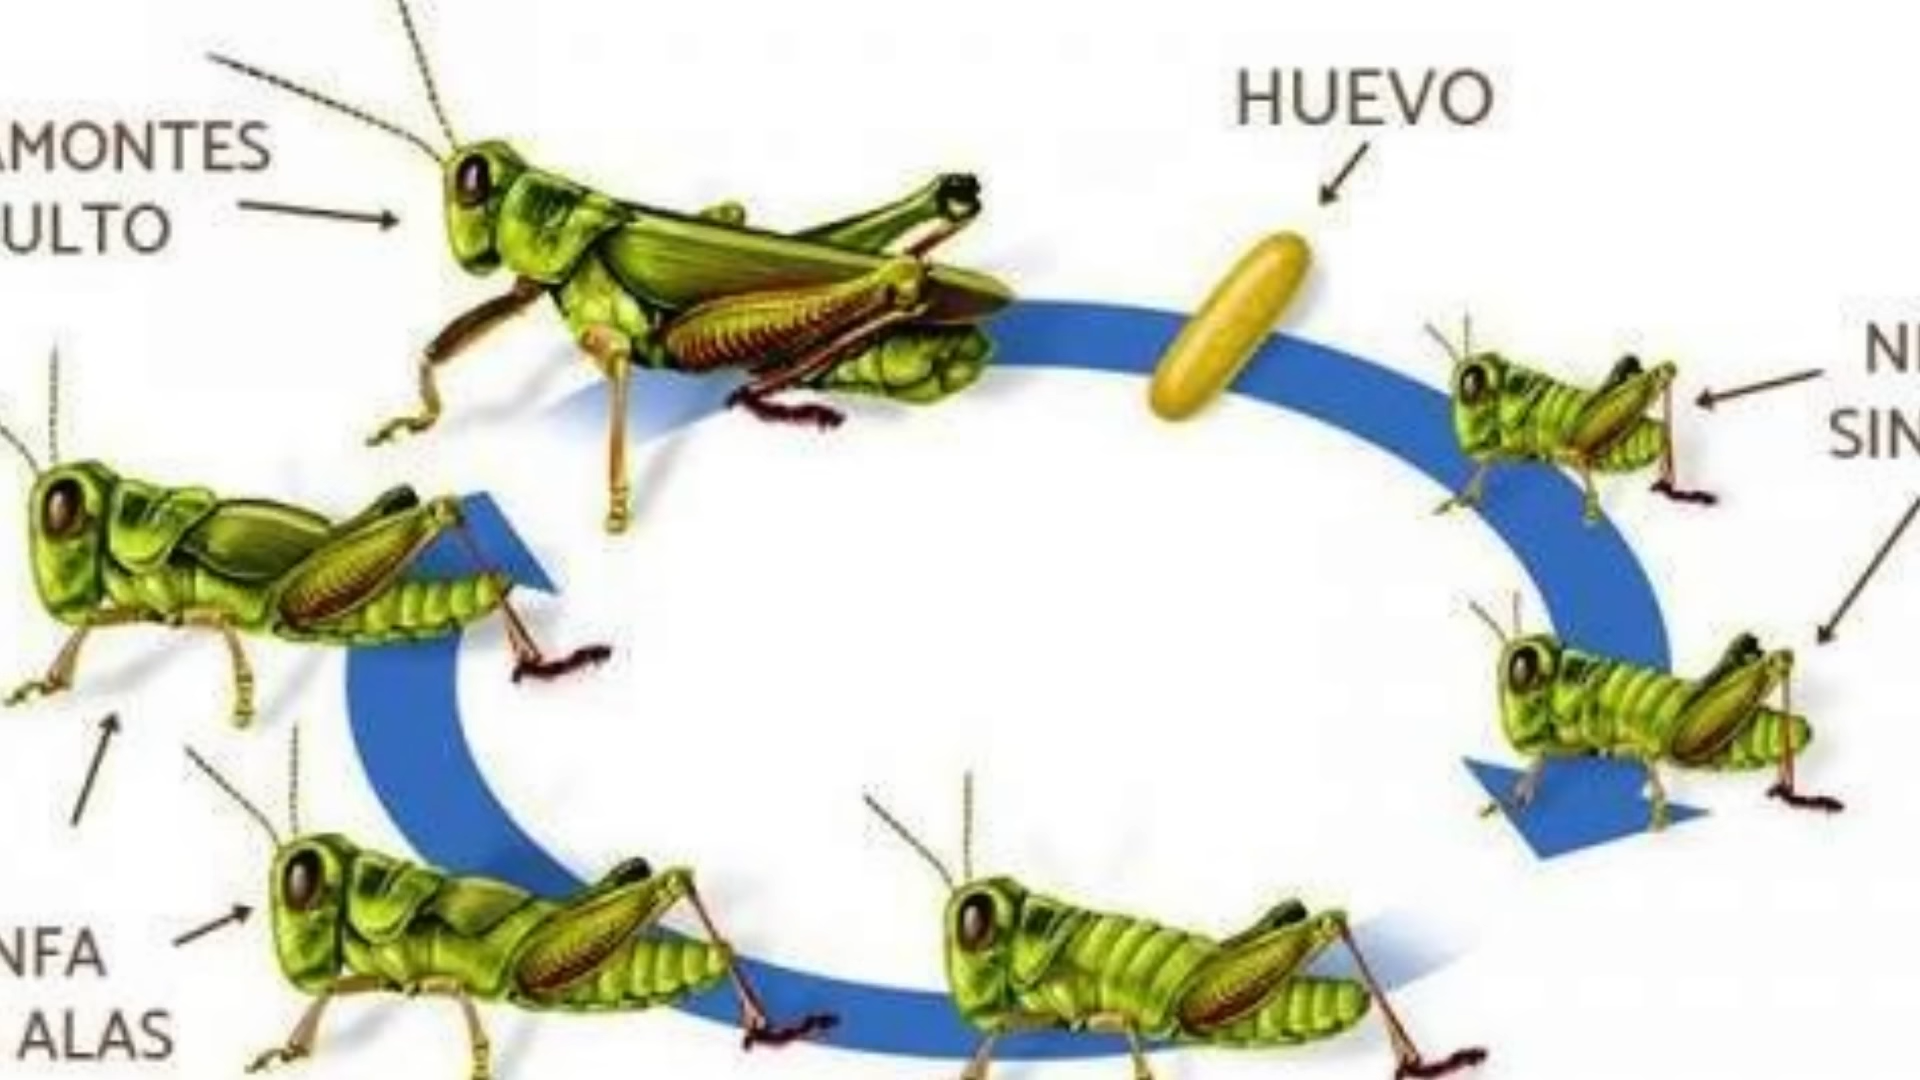 AMONTES
ULTO
HUEVO
NI
SIN
NFA
ALAS